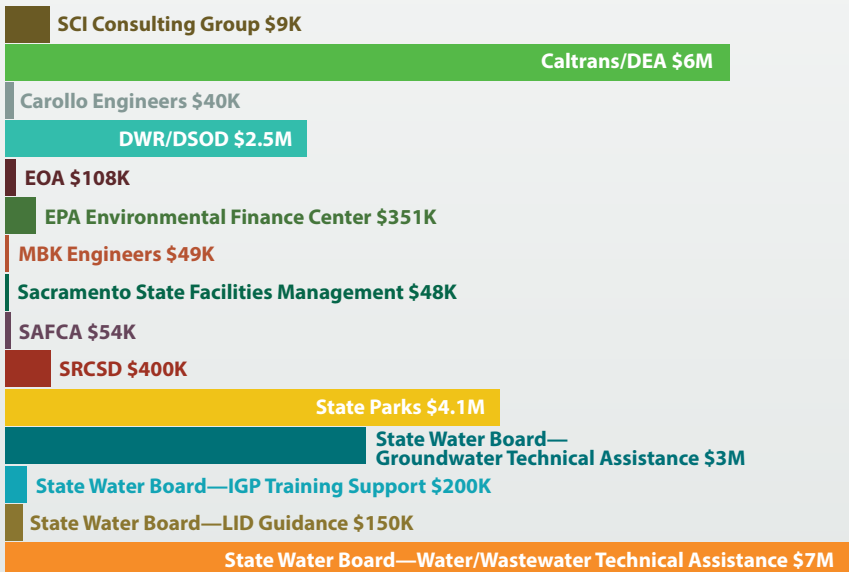 SCI Consulting Group $9K
Caltrans/DEA $6M
Carollo Engineers $40K
DWR/DSOD $2.5M
EOA $108K
EPA Environmental Finance Center $351K
MBK Engineers $49K
Sacramento State Facilities Management $48K
SAFCA $54K
SRCSD $400K
State Parks $4.1M
State Water Board—
Groundwater Technical Assistance $3M
State Water Board—IGP Training Support $200K
State Water Board—LID Guidance $150K
State Water Board—Water/Wastewater Technical Assistance $7M